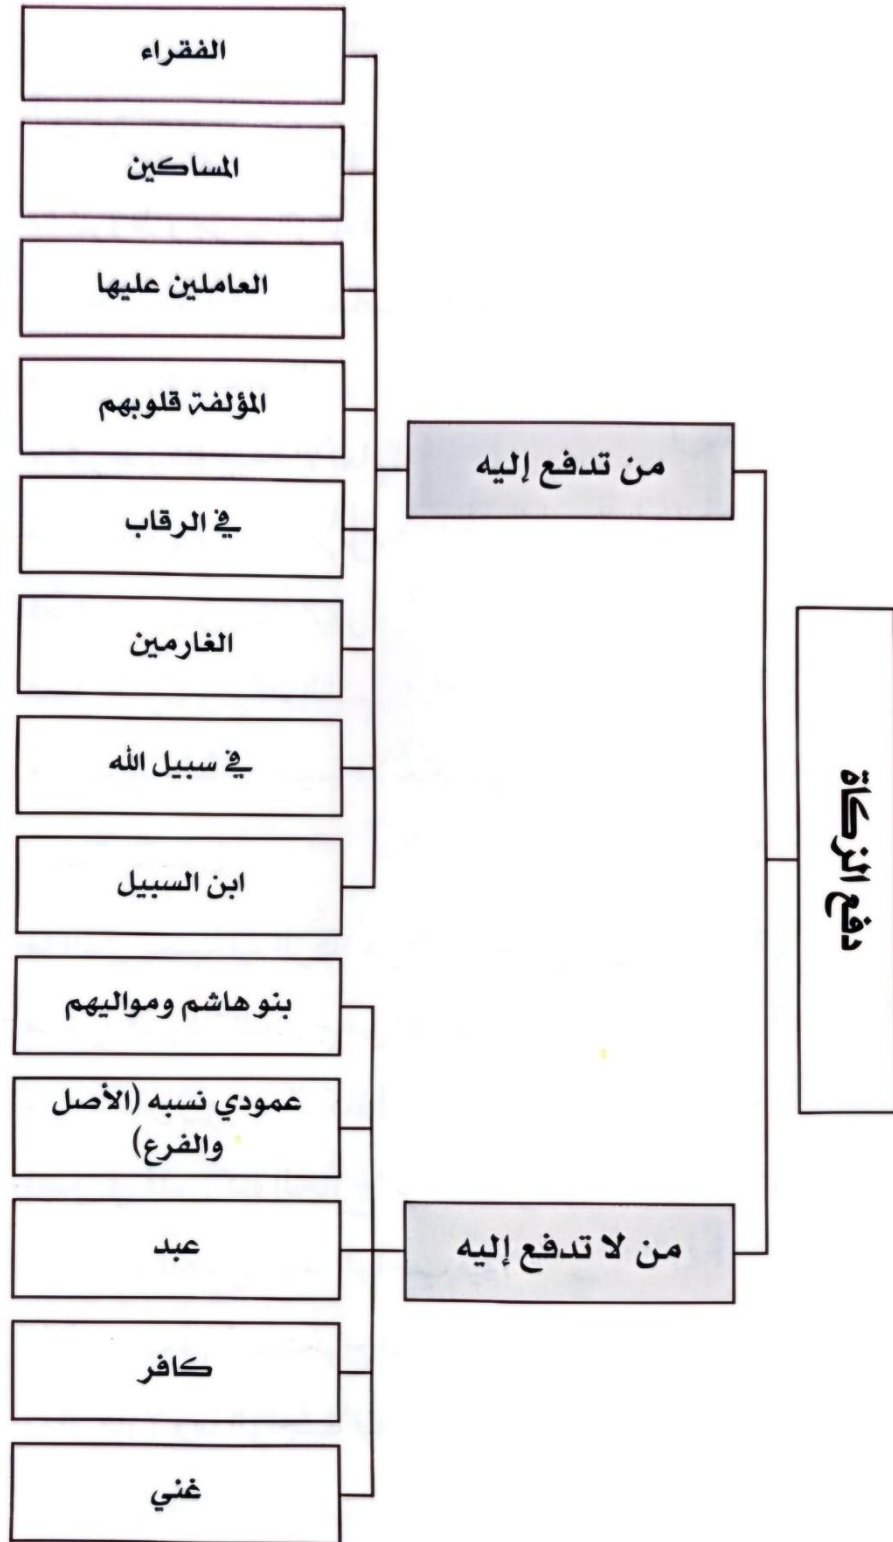 دفع الزكاة
من تدفع إليه
الفقراء
المساكين
العاملين عليها
المؤلفة قلوبهم
في الرقاب
الغارمين
في سبيل الله
ابن السبيل
من لا تدفع إليه
بنو هاشم ومواليهم
عمودي نسبه (الأصل
والفرع)
عبد
كافر
غني